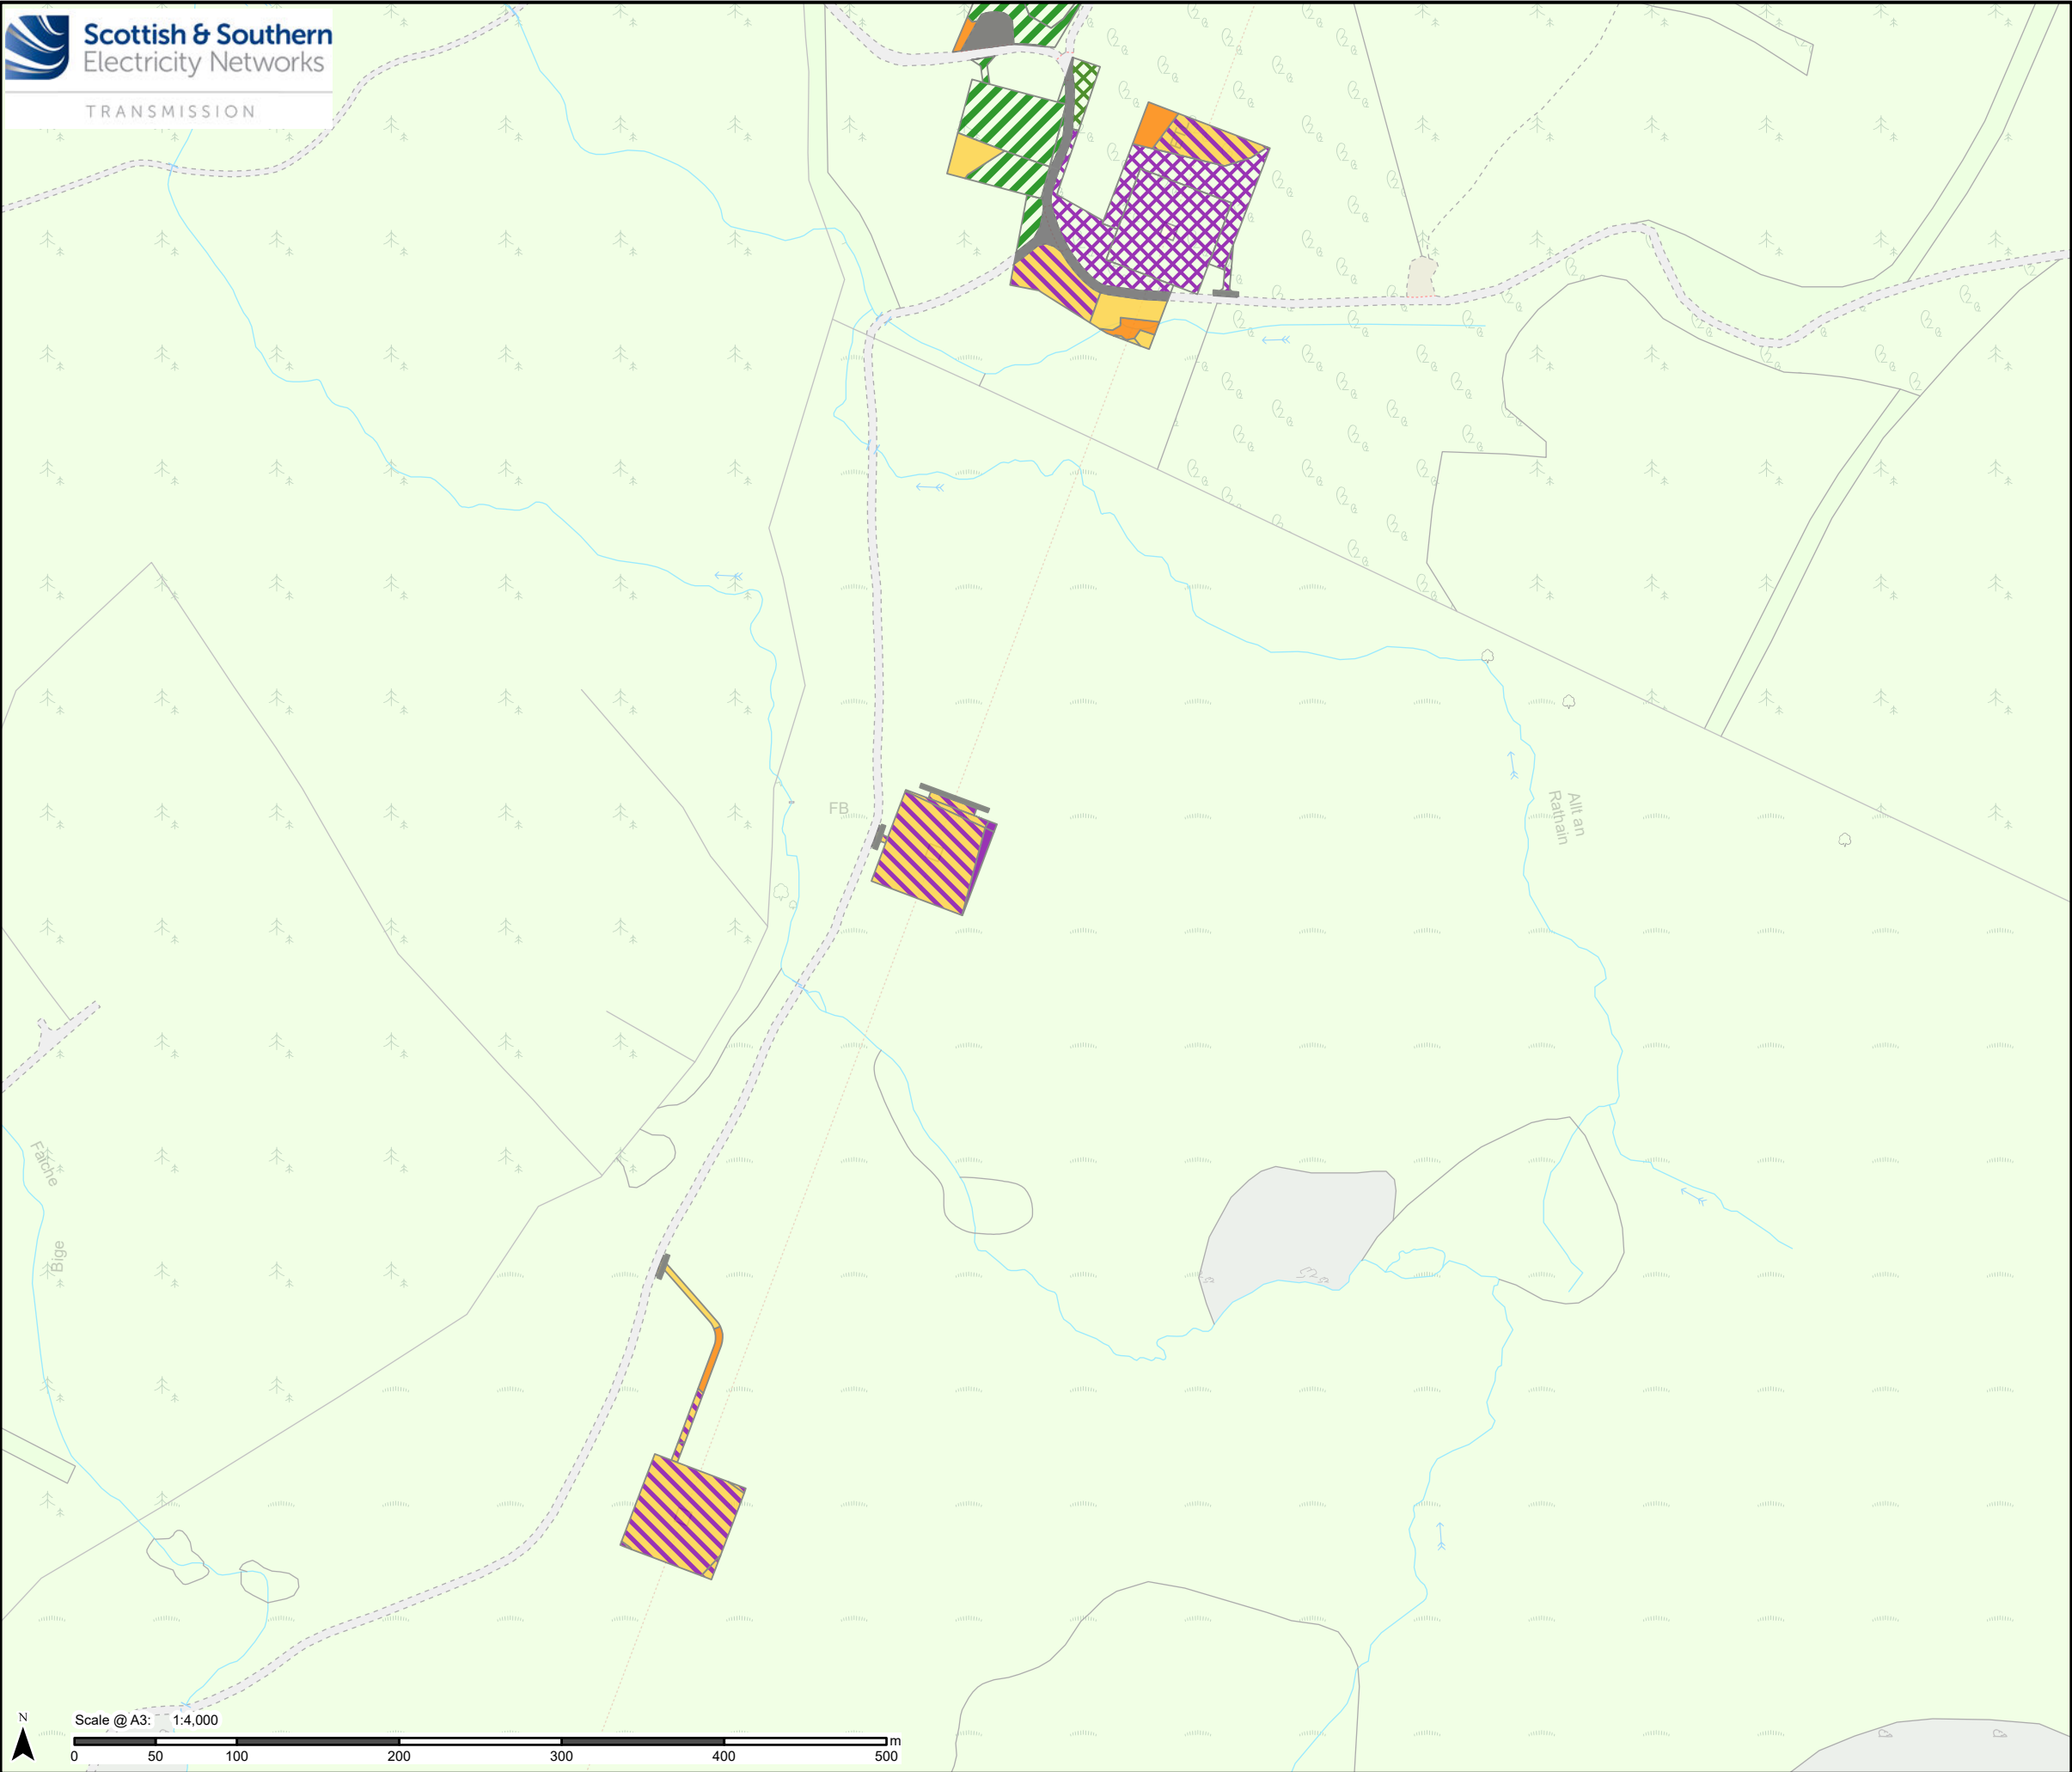 Scottish & Southern
Electricity Networks
TRANSMISSION
FB
Allt an
Rathain
Faiche
Bige
N
Scale @ A3: 1:4,000
0 50 100 200 300 400 500 m